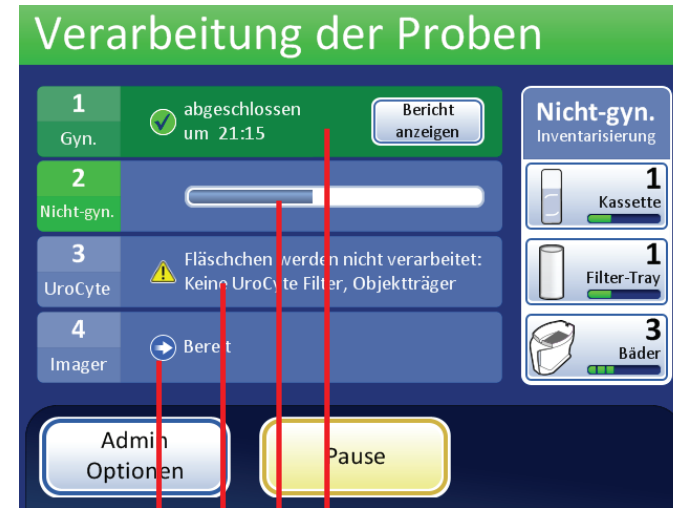 Verarbeitung der Proben
1
Gyn.
abgeschlossen
um 21:15
Bericht
anzeigen
2
Nicht-gyn.
3
UroCyte
Fläschchen werden nicht verarbeitet:
Keine UroCyte Filter, Objektträger
4
Imager
Bereit
Nicht-gyn.
Inventarisierung
1
Kassette
1
Filter-Tray
3
Bäder
Admin
Optionen
Pause